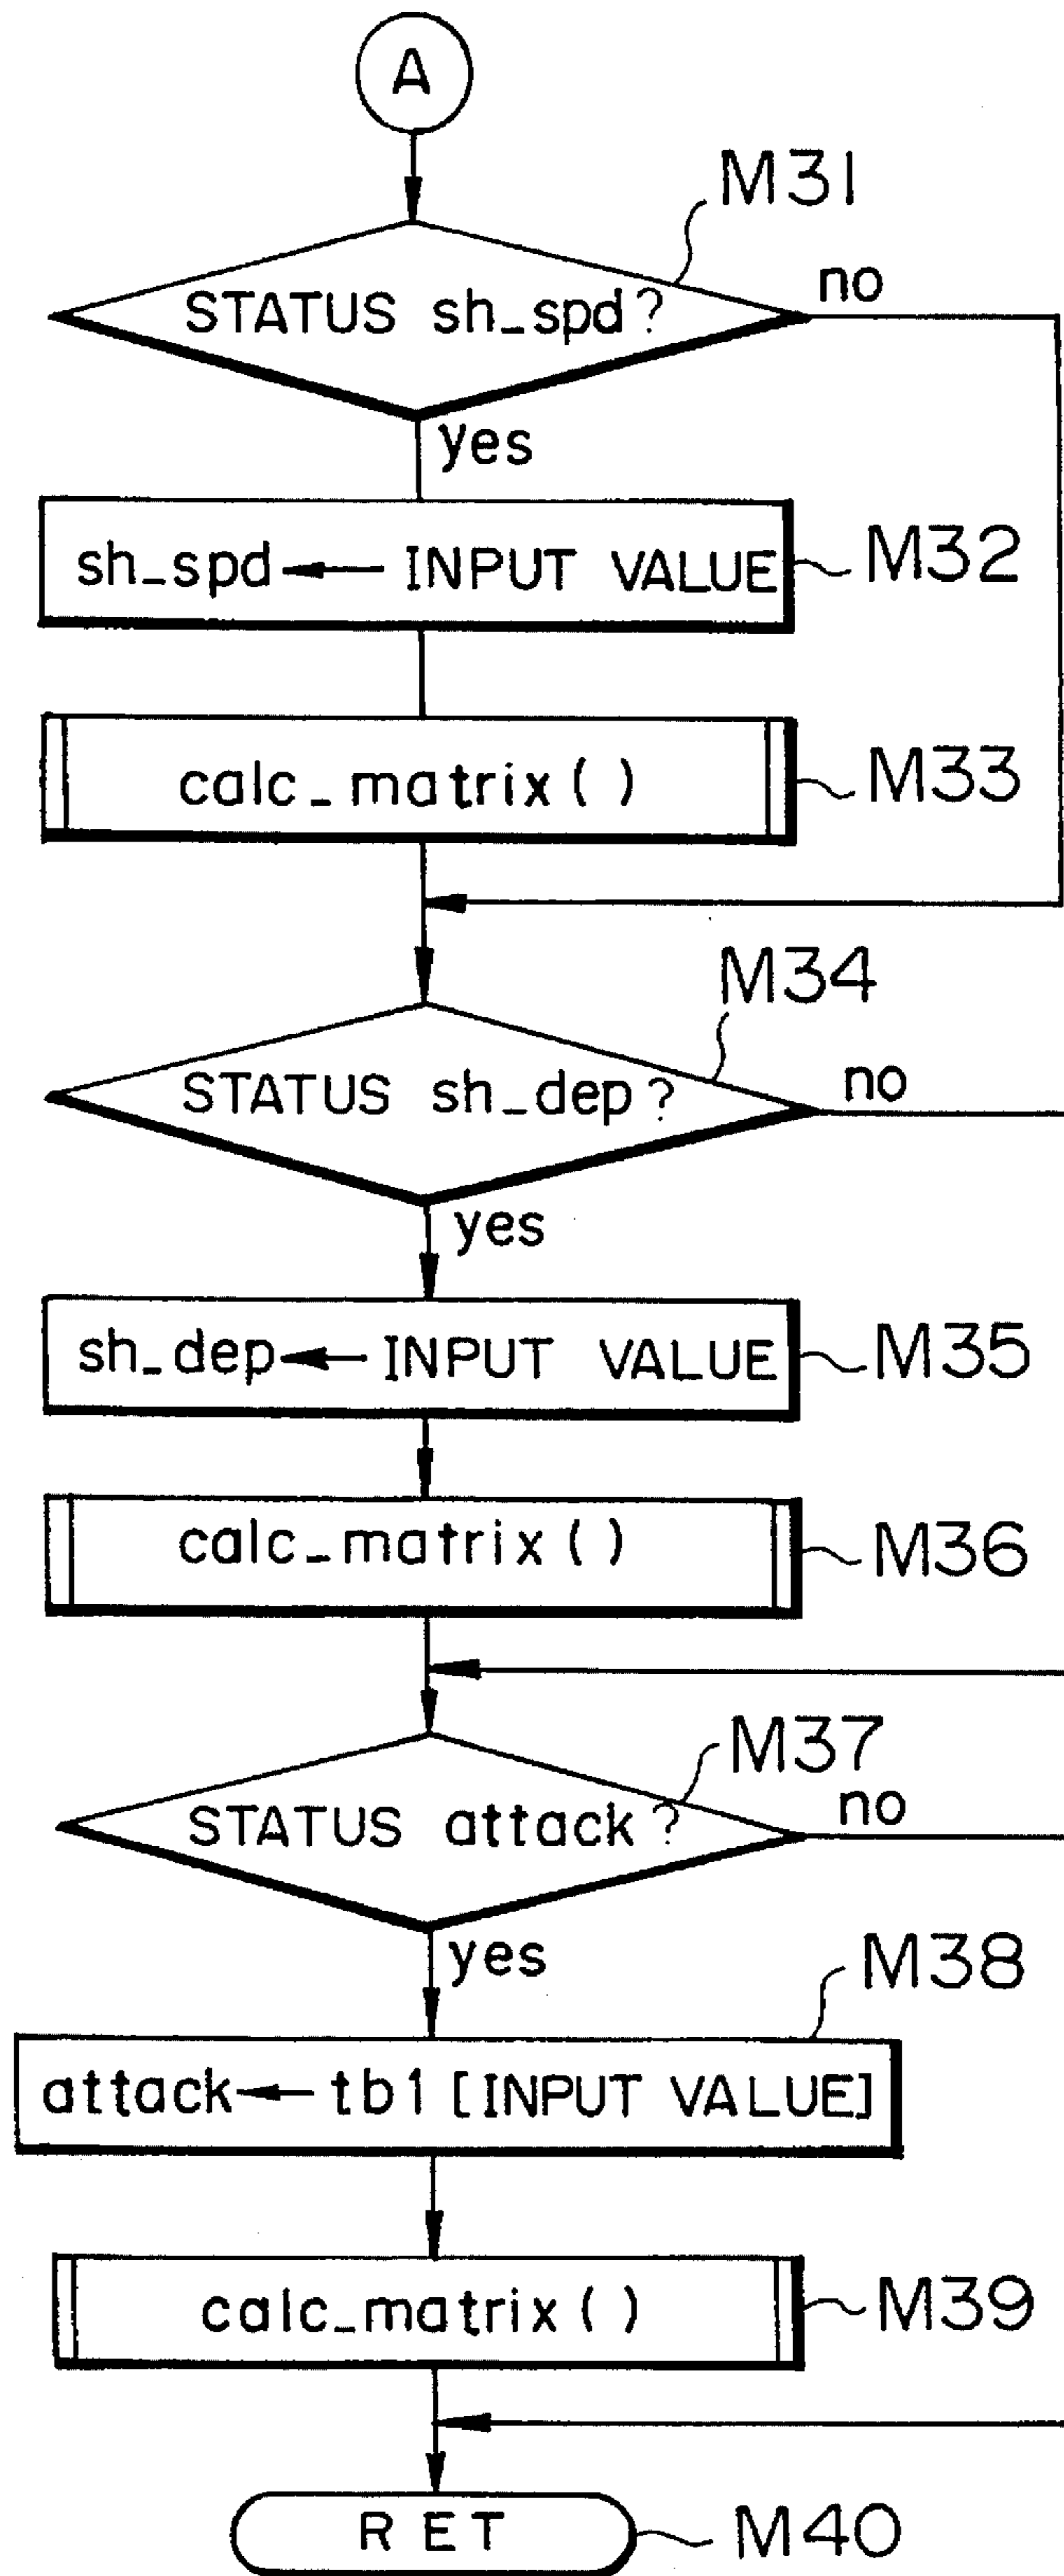 A
M31
STATUS sh_spd?
no
yes
sh_spd ← INPUT VALUE
M32
calc_matrix ( )
M33
M34
STATUS sh_dep?
no
yes
sh_dep ← INPUT VALUE
M35
calc_matrix ( )
M36
M37
STATUS attack?
no
yes
M38
attack ← tb1 [INPUT VALUE]
calc_matrix ( )
M39
RET
M40